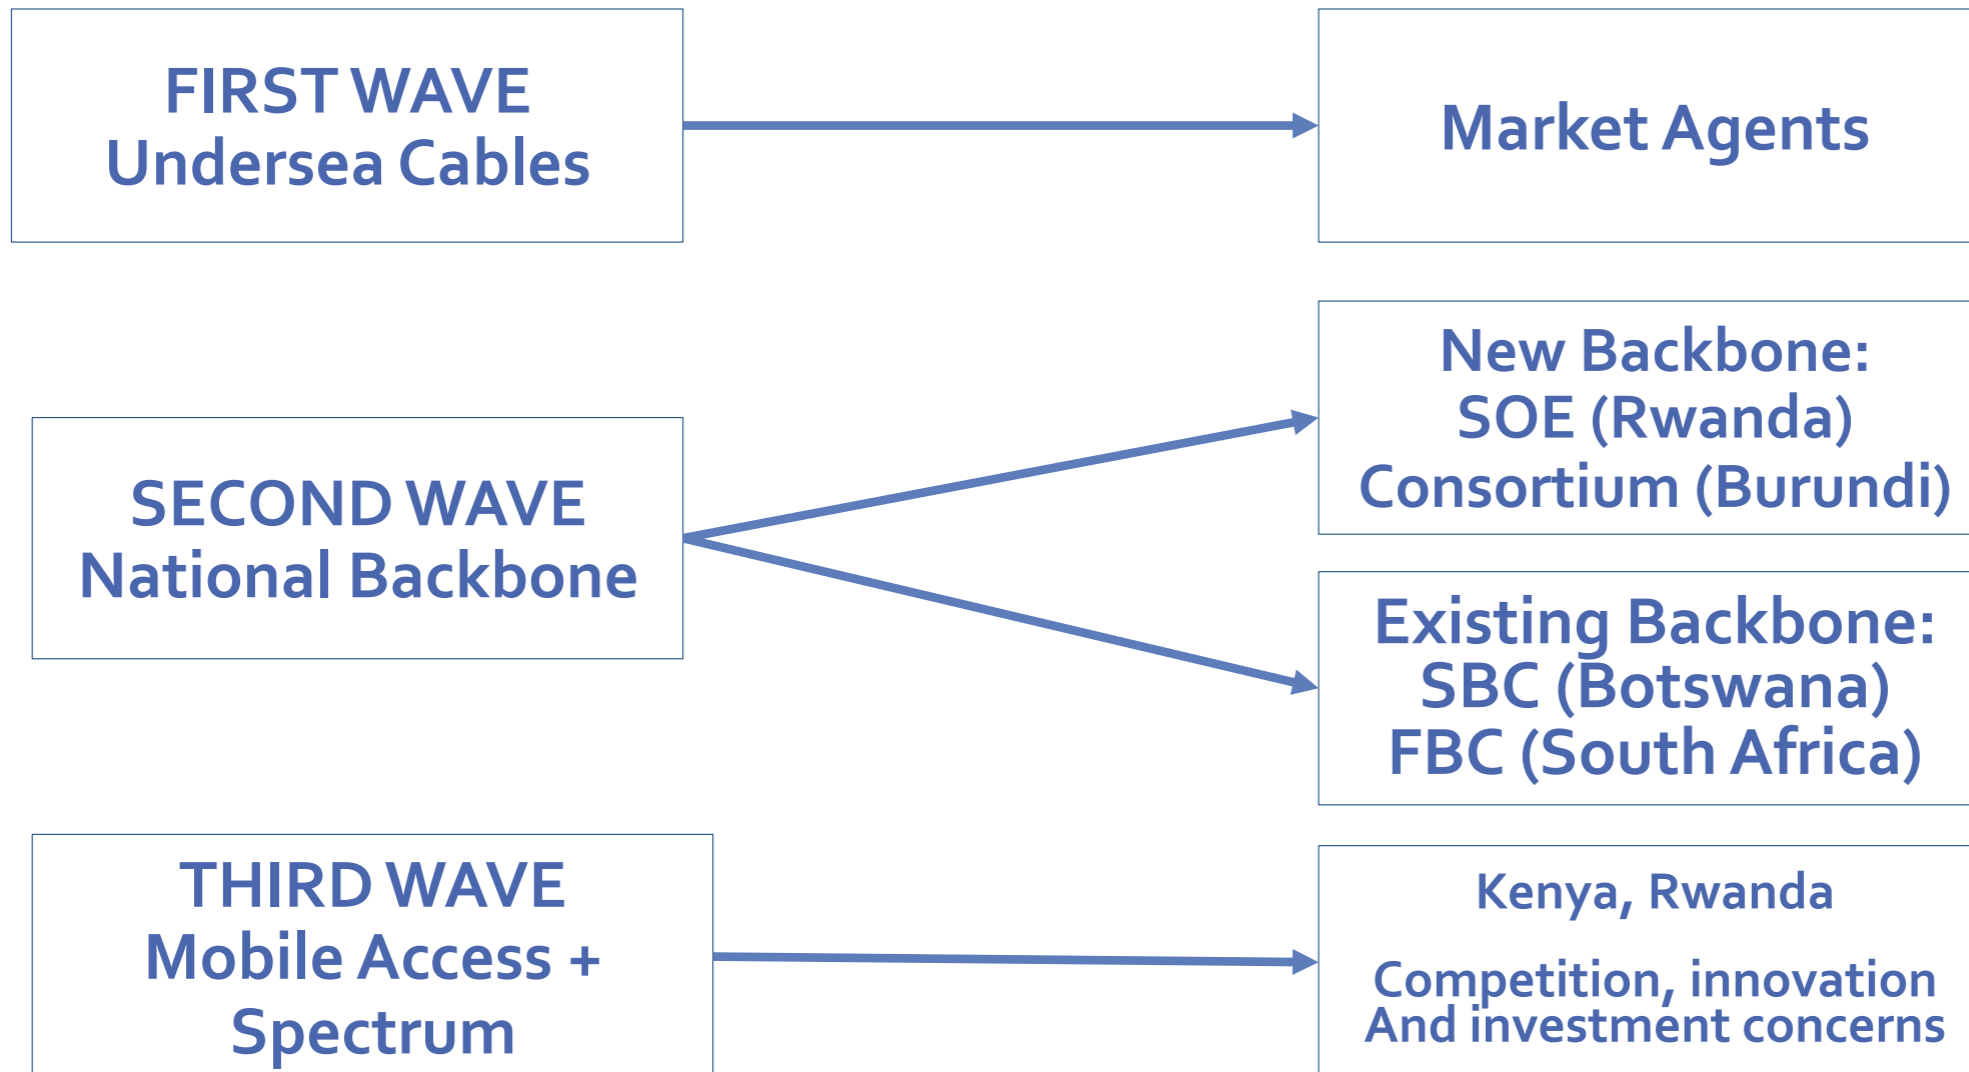 FIRST WAVE
Undersea Cables
Market Agents
SECOND WAVE
National Backbone
New Backbone:
SOE (Rwanda)
Consortium (Burundi)
Existing Backbone:
SBC (Botswana)
FBC (South Africa)
THIRD WAVE
Mobile Access +
Spectrum
Kenya, Rwanda
Competition, innovation
And investment concerns